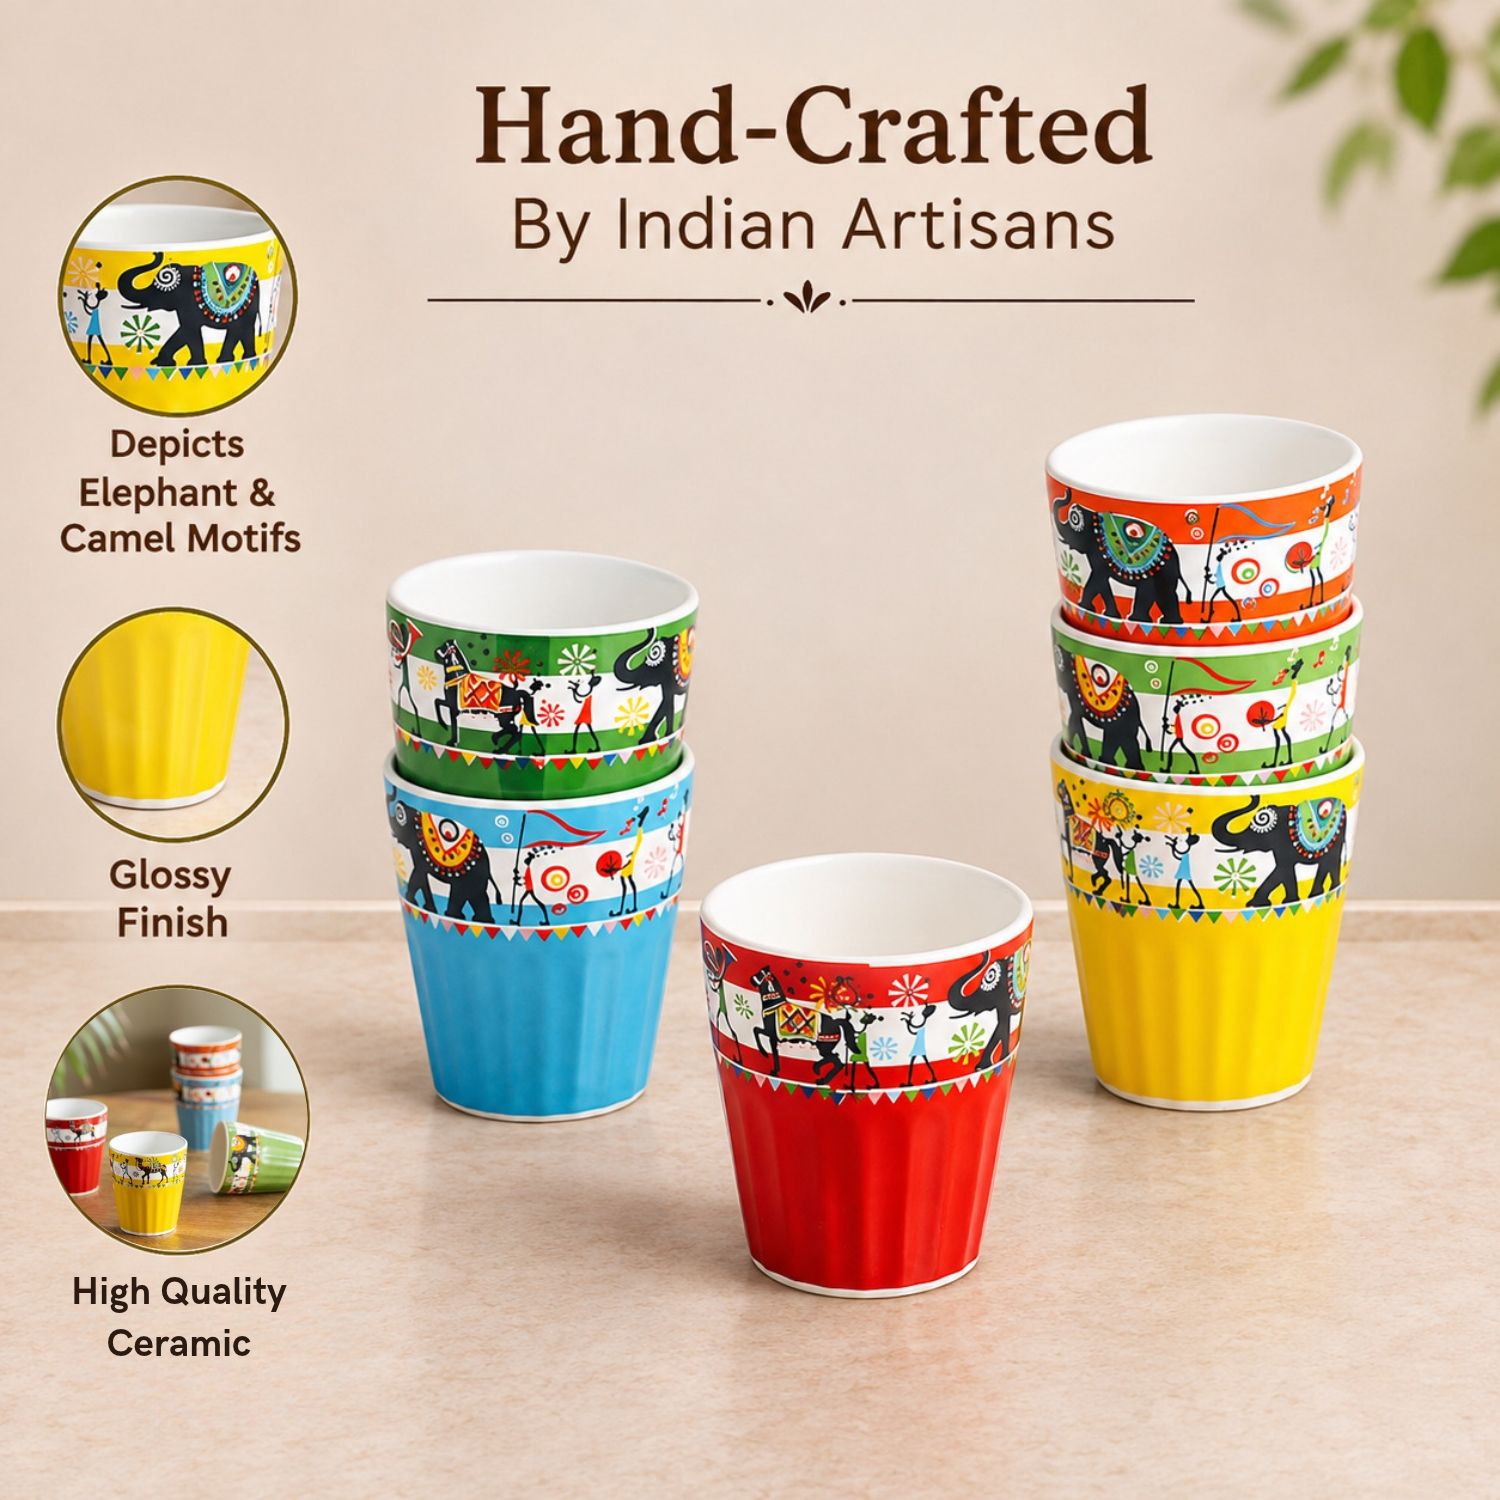 Hand-Crafted
By Indian Artisans
Depicts
Elephant &
Camel Motifs
Glossy
Finish
High Quality
Ceramic